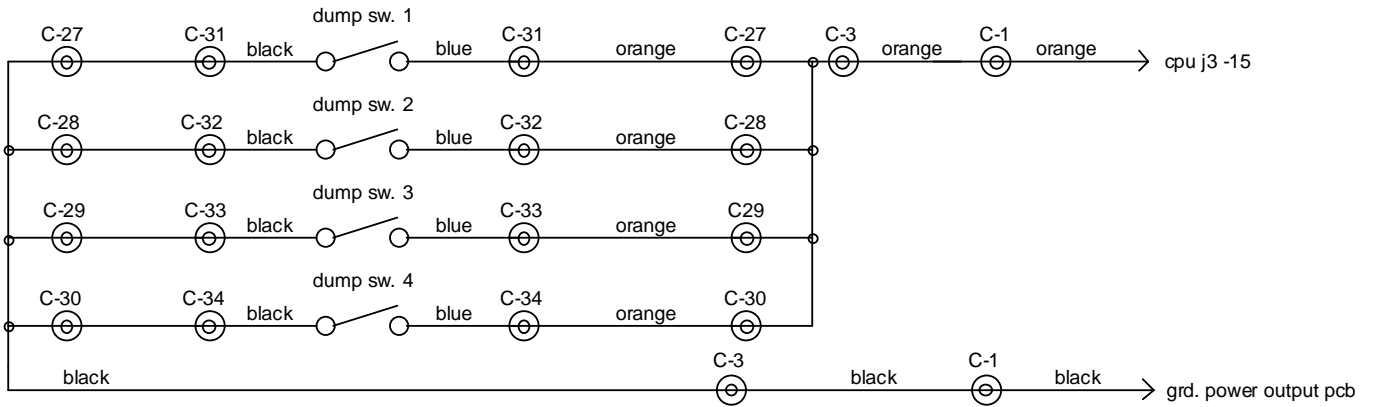 dump sw. 1
C-27 C-31 black blue C-31 orange C-27 C-3 orange C-1 orange cpu j3 -15
dump sw. 2
C-28 C-32 black blue C-32 orange C-28
dump sw. 3
C-29 C-33 black blue C-33 orange C29
dump sw. 4
C-30 C-34 black blue C-34 orange C-30
black C-3 black C-1 black grd. power output pcb